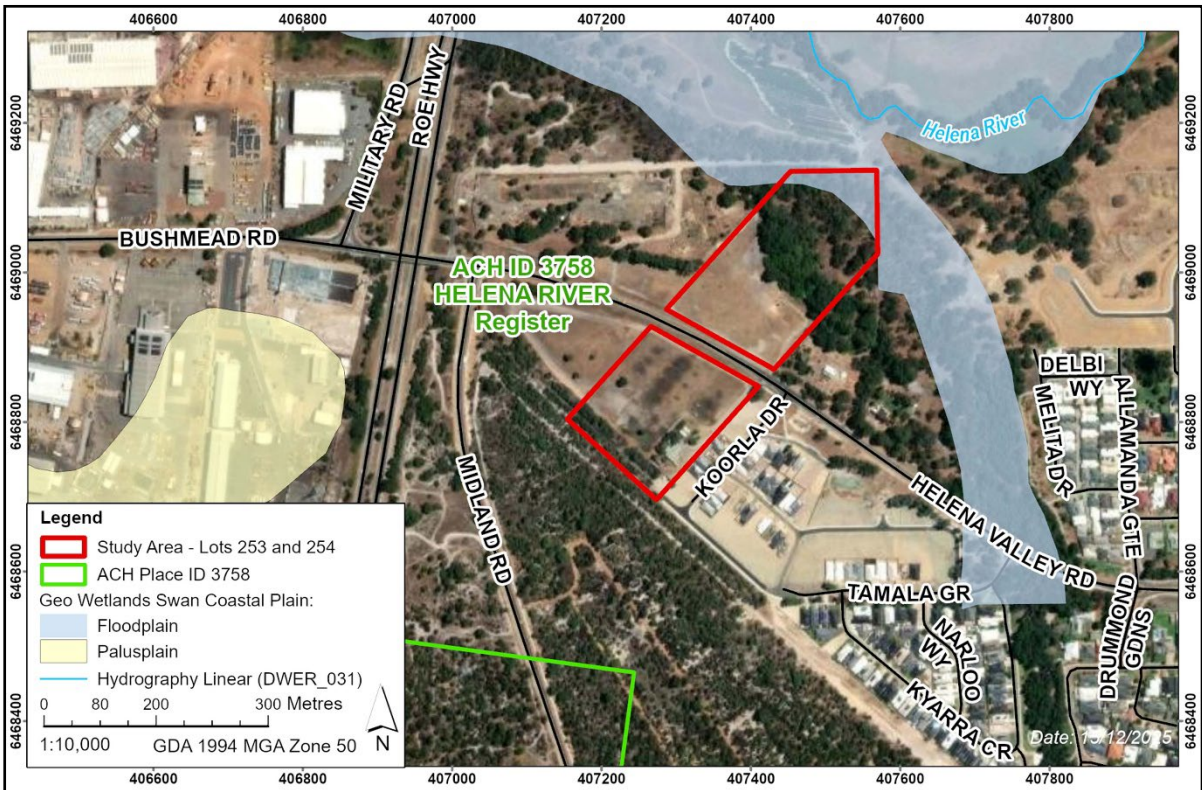 406600 406800 407000 407200 407400 407600 407800
6469200
6469000
6468800
6468600
6468400
MILITARY RD
ROE HWY
Helena River
BUSHMEAD RD
ACH ID 3758
HELENA RIVER
Register
DELBI
WY
MELITA DR
ALLAMANDA GTE
KOORLA DR
MIDLAND RD
HELENA VALLEY RD
TAMALA GR
NARLOO
WY
KYARRA CR
DRUMMOND
GDNS
Legend
Study Area - Lots 253 and 254
ACH Place ID 3758
Geo Wetlands Swan Coastal Plain:
Floodplain
Palusplain
Hydrography Linear (DWER_031)
0 80 200 300 Metres
1:10,000 GDA 1994 MGA Zone 50
N
Date: 15/12/2025
6469200
6469000
6468800
6468600
6468400
406600 406800 407000 407200 407400 407600 407800